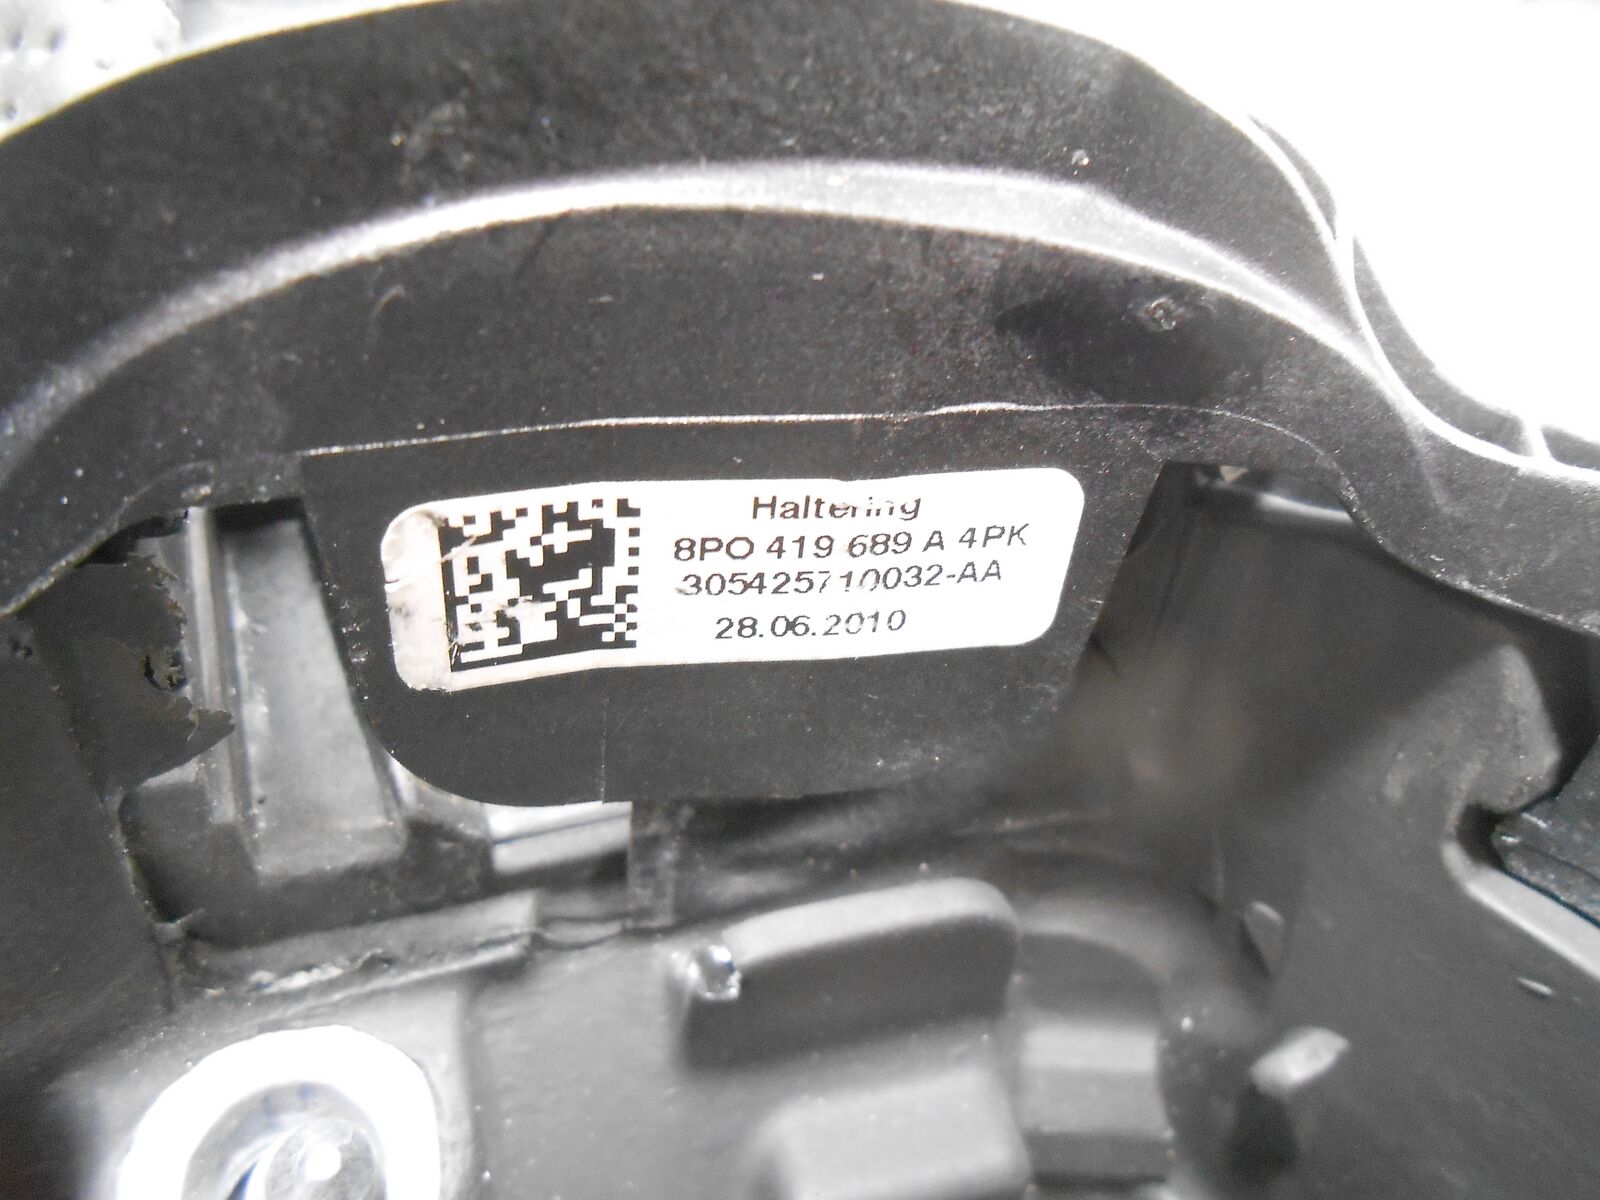 Haltering
8PO 419 689 A 4PK
305425710032-AA
28.06.2010